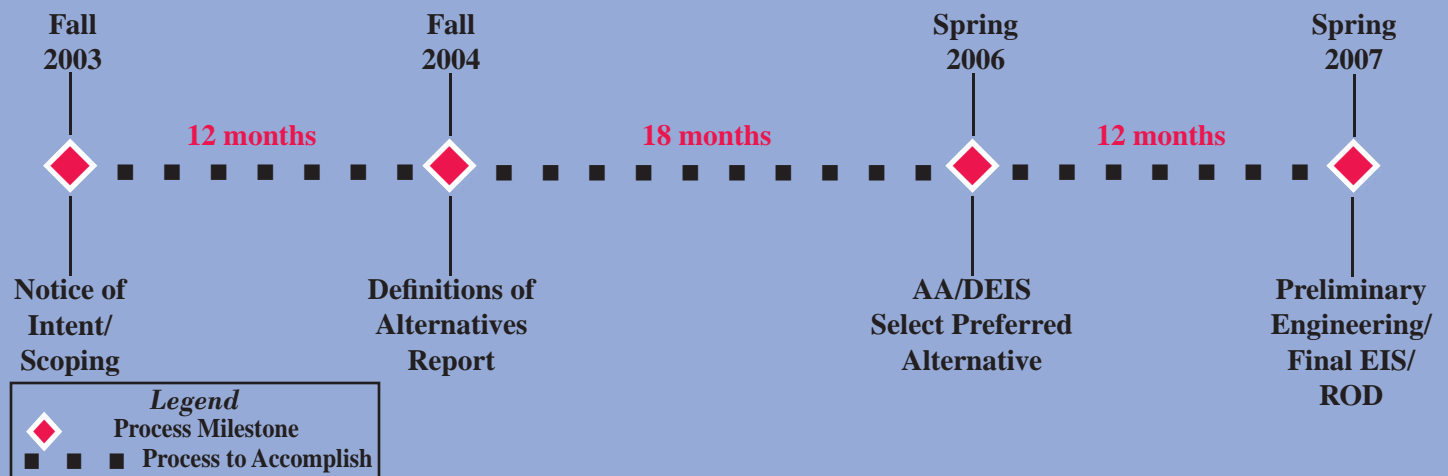 Fall
2003
Fall
2004
Spring
2006
Spring
2007
12 months
18 months
12 months
Notice of
Intent/
Scoping
Definitions of
Alternatives
Report
AA/DEIS
Select Preferred
Alternative
Preliminary
Engineering/
Final EIS/
ROD
Legend
Process Milestone
Process to Accomplish